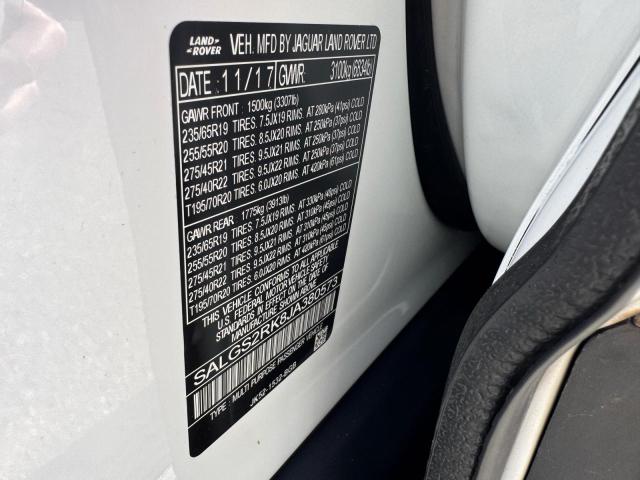 LAND ROVER VEH. MFD BY JAGUAR LAND ROVER LTD
DATE: 11/17 GVWR: 3100kg (6834lb)
GAWR FRONT : 1500kg (3307lb)
235/65R19 TIRES. 7.5JX19 RIMS. AT 280kPa (41psi) COLD
255/55R20 TIRES. 8.5JX20 RIMS. AT 250kPa (37psi) COLD
275/45R21 TIRES. 9.5JX21 RIMS. AT 250kPa (37psi) COLD
275/40R22 TIRES. 9.5JX22 RIMS. AT 250kPa (37psi) COLD
T195/70R20 TIRES. 6.0JX20 RIMS. AT 420kPa (61psi) COLD
GAWR REAR : 1775kg (3913lb)
235/65R19 TIRES. 7.5JX19 RIMS. AT 330kPa (48psi) COLD
255/55R20 TIRES. 8.5JX20 RIMS. AT 310kPa (45psi) COLD
275/45R21 TIRES. 9.5JX21 RIMS. AT 310kPa (45psi) COLD
275/40R22 TIRES. 9.5JX22 RIMS. AT 310kPa (45psi) COLD
T195/70R20 TIRES. 6.0JX20 RIMS. AT 420kPa (61psi) COLD
THIS VEHICLE CONFORMS TO ALL APPLICABLE
U.S. FEDERAL MOTOR VEHICLE SAFETY STANDARDS
IN EFFECT ON THE DATE OF MANUFACTURE SHOWN ABOVE
SALGS2RK8JA380573
TYPE : MULTI PURPOSE PASSENGER VEHICLE
JK52-1532-BGB